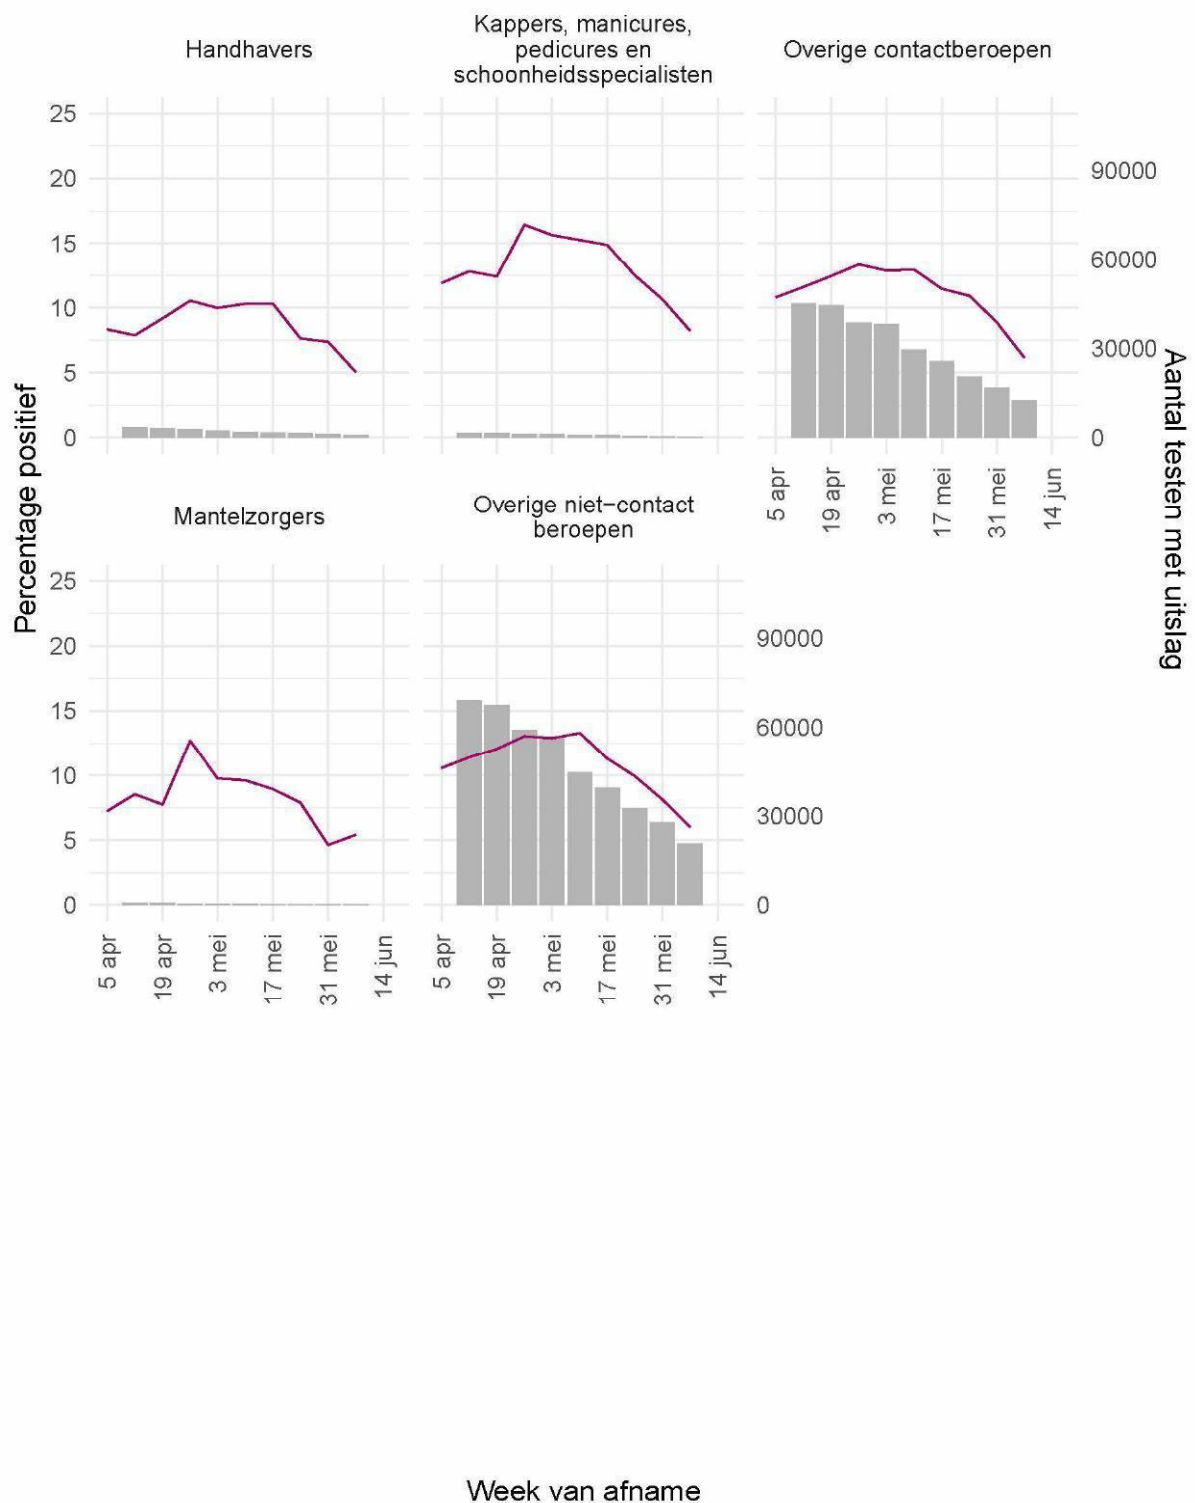 Handhavers
Kappers, manicures,
pedicures en
schoonheidsspecialisten
Overige contactberoepen
25
20
15
10
5
0
90000
60000
30000
0
5 apr
19 apr
3 mei
17 mei
31 mei
14 jun
Percentage positief
Aantal testen met uitslag
Mantelzorgers
Overige niet−contact
beroepen
25
20
15
10
5
0
90000
60000
30000
0
5 apr
19 apr
3 mei
17 mei
31 mei
14 jun
5 apr
19 apr
3 mei
17 mei
31 mei
14 jun
Week van afname